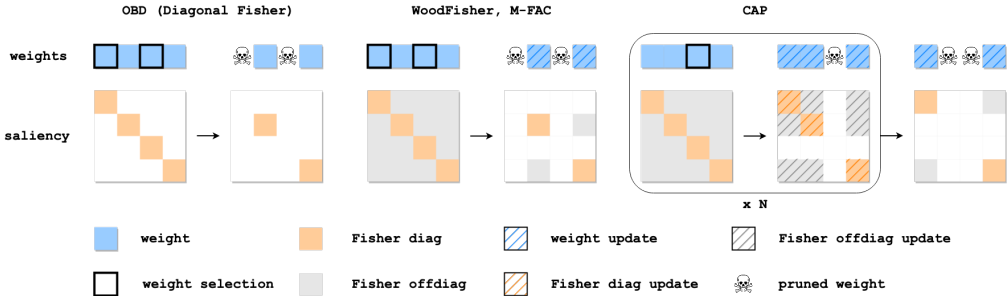 OBD (Diagonal Fisher) WoodFisher, M-FAC CAP
weights
saliency
x N
weight Fisher diag weight update Fisher offdiag update
weight selection Fisher offdiag Fisher diag update pruned weight